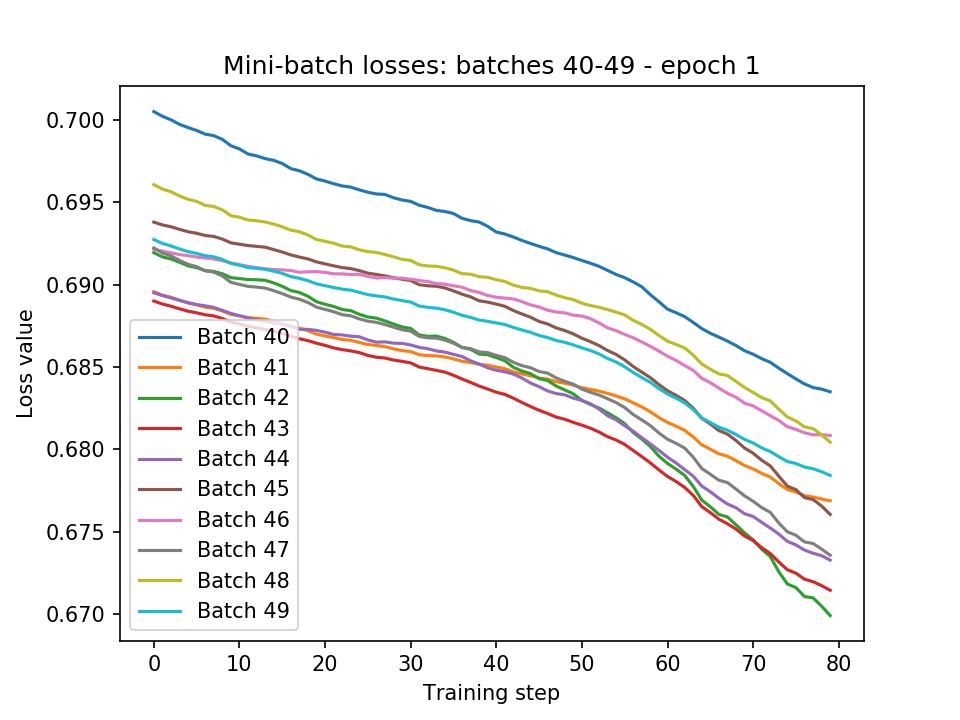 Mini-batch losses: batches 40-49 - epoch 1
Loss value
0.700
0.695
0.690
0.685
0.680
0.675
0.670
Batch 40
Batch 41
Batch 42
Batch 43
Batch 44
Batch 45
Batch 46
Batch 47
Batch 48
Batch 49
0 10 20 30 40 50 60 70 80
Training step